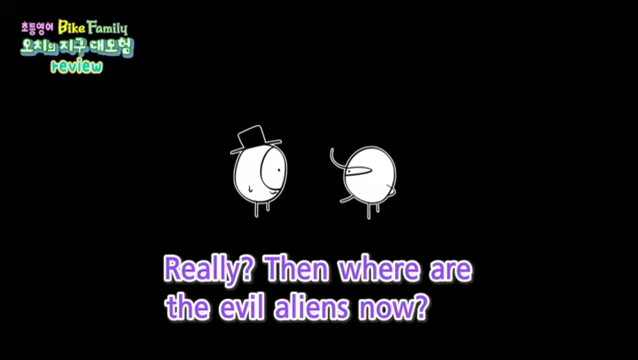 초등영어 Bike Family
오치의 지구 대모험
review
Really? Then where are
the evil aliens now?